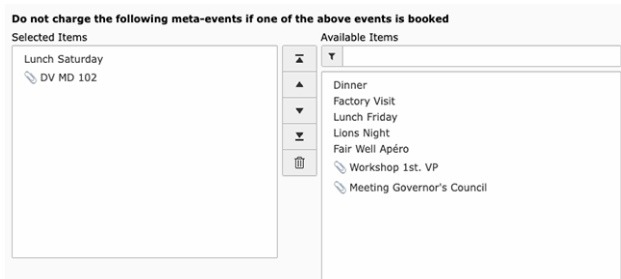 Do not charge the following meta-events if one of the above events is booked
Selected Items
Lunch Saturday
DV MD 102
Available Items
Dinner
Factory Visit
Lunch Friday
Lions Night
Fair Well Apéro
Workshop 1st. VP
Meeting Governor's Council